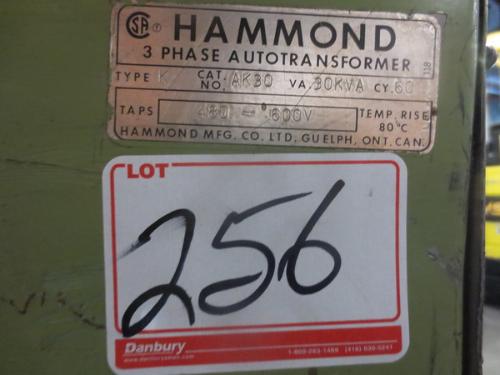 HAMMOND
3 PHASE AUTOTRANSFORMER
TYPE K CAT. NO. AK30 VA. 30KVA CY. 60
TAPS 480 - 600V TEMP. RISE 80°C
HAMMOND MFG. CO. LTD, GUELPH, ONT. CAN.
LOT
256
Danbury